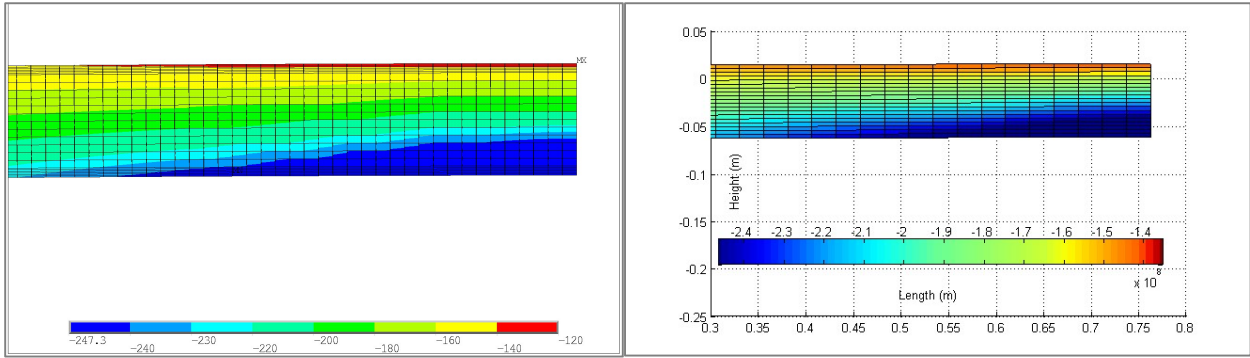 MX
-247.3 -240 -230 -220 -200 -180 -160 -140 -120
0.05
0
-0.05
-0.1
-0.15
-0.2
-0.25
Height (m)
-2.4 -2.3 -2.2 -2.1 -2 -1.9 -1.8 -1.7 -1.6 -1.5 -1.4
x 10^8
Length (m)
0.3 0.35 0.4 0.45 0.5 0.55 0.6 0.65 0.7 0.75 0.8